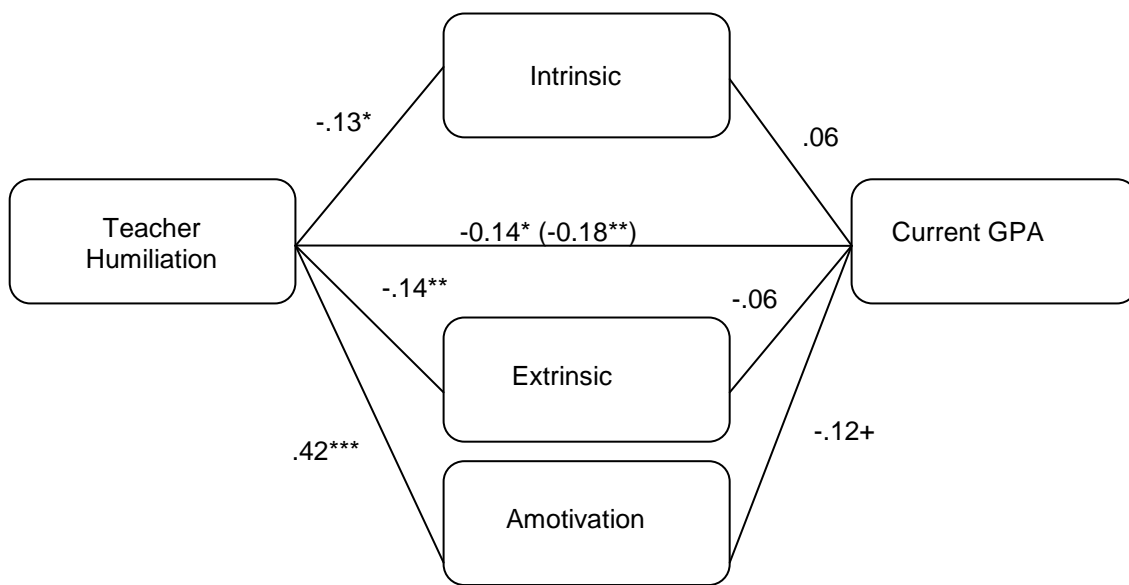 Intrinsic
-.13*
.06
Teacher
Humiliation
-0.14* (-0.18**)
Current GPA
-.14**
-.06
Extrinsic
.42***
-.12+
Amotivation